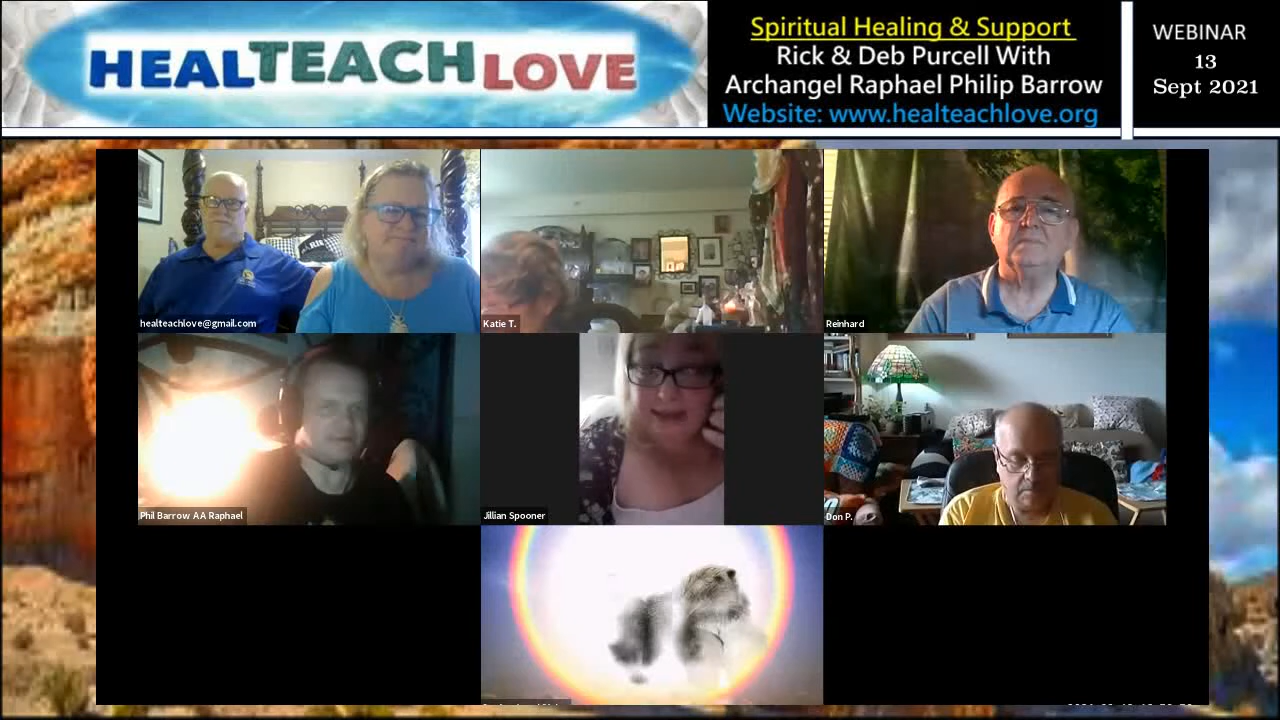 HEALTEACHLOVE
Spiritual Healing & Support
Rick & Deb Purcell With
Archangel Raphael Philip Barrow
Website: www.healteachlove.org
WEBINAR
13
Sept 2021
healteachlove@gmail.com
Katie T.
Reinhard
Phil Barrow AA Raphael
Jillian Spooner
Don P.